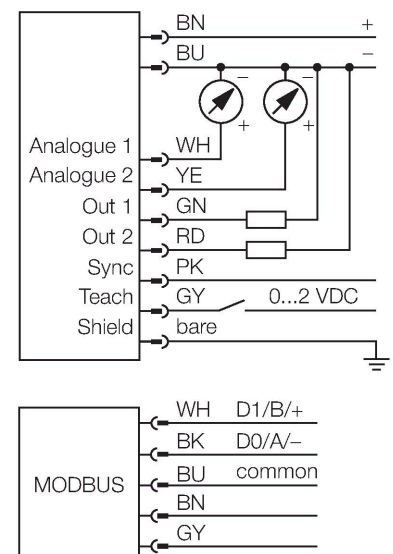 BN +
BU −
− −
+ +
Analogue 1 WH
Analogue 2 YE
Out 1 GN
Out 2 RD
Sync PK
Teach GY 0...2 VDC
Shield bare
WH D1/B/+
BK D0/A/−
BU common
MODBUS
BN
GY